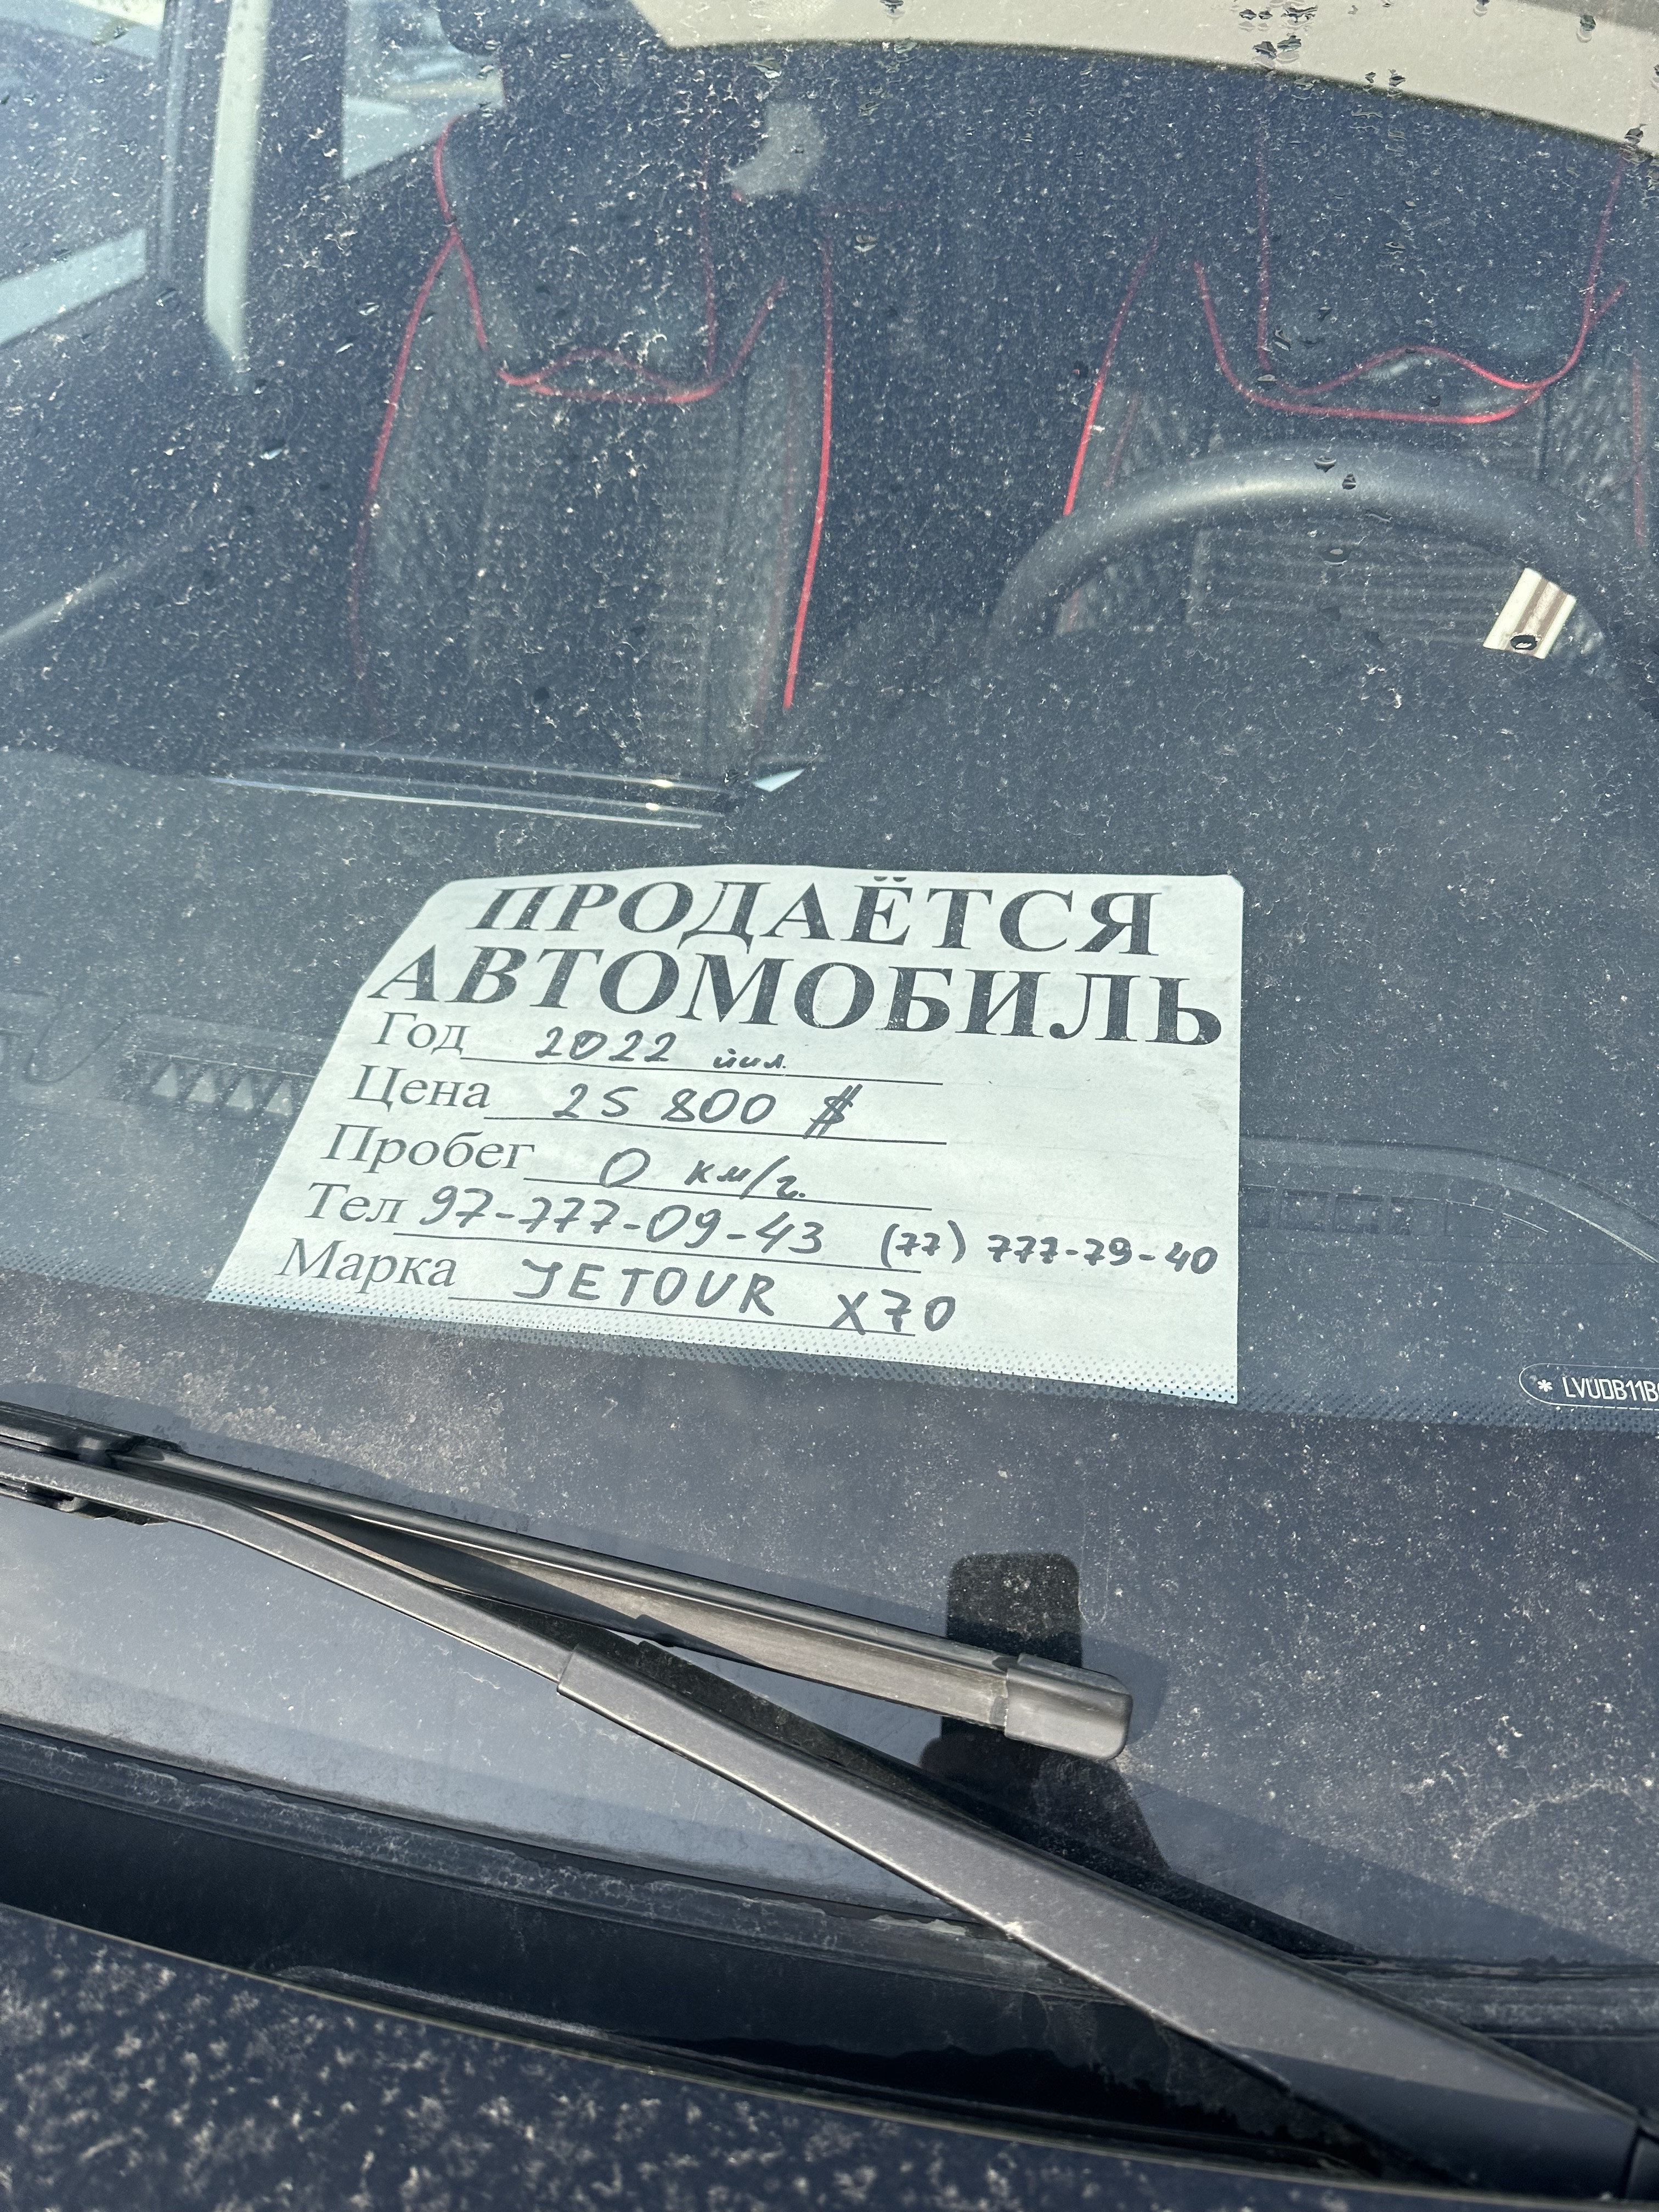 ПРОДАЁТСЯ
АВТОМОБИЛЬ
Год 2022 йил.
Цена 25 800 $
Пробег 0 км/г.
Тел 97-777-09-43 (77) 777-79-40
Марка JETOUR X70
* LVUDB11B